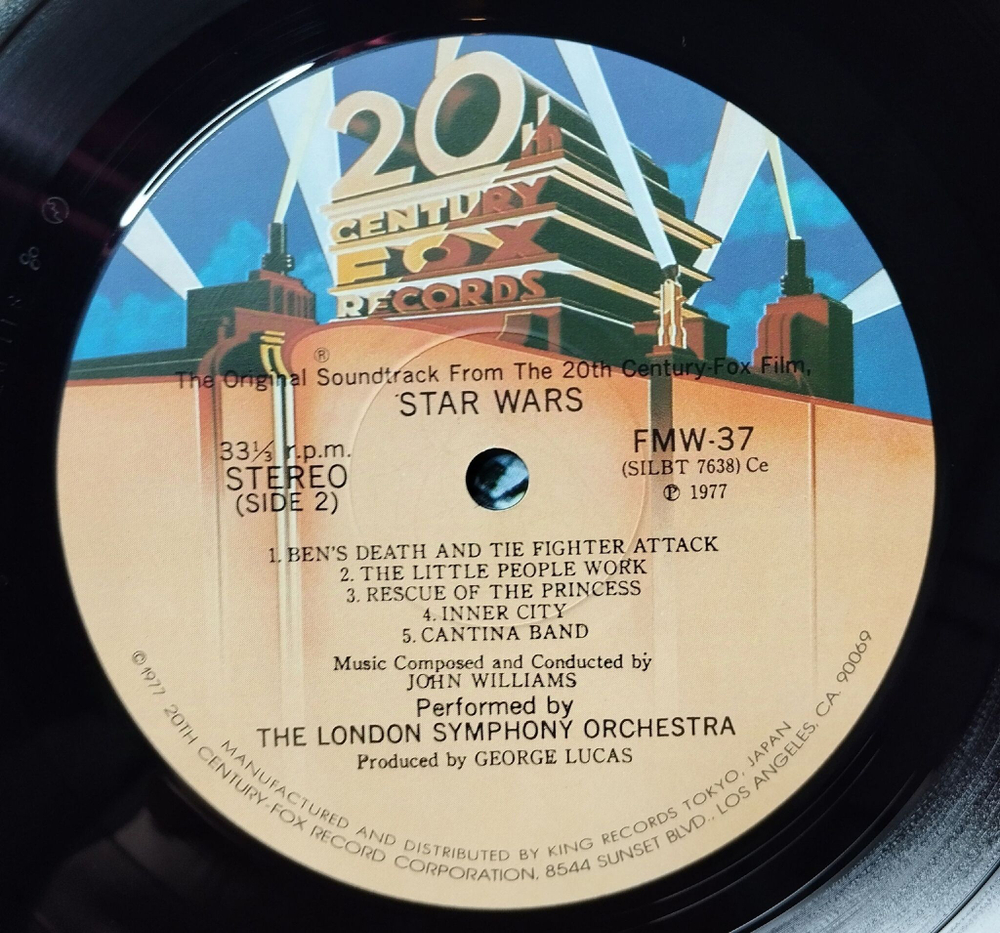 20th
CENTURY
FOX
RECORDS
®
The Original Soundtrack From The 20th Century-Fox Film,
STAR WARS
33⅓ r.p.m.
STEREO
(SIDE 2)
FMW-37
(SILBT 7638) Ce
℗ 1977
1. BEN'S DEATH AND TIE FIGHTER ATTACK
2. THE LITTLE PEOPLE WORK
3. RESCUE OF THE PRINCESS
4. INNER CITY
5. CANTINA BAND
Music Composed and Conducted by
JOHN WILLIAMS
Performed by
THE LONDON SYMPHONY ORCHESTRA
Produced by GEORGE LUCAS
MANUFACTURED AND DISTRIBUTED BY KING RECORDS TOKYO, JAPAN
© 1977 20TH CENTURY-FOX RECORD CORPORATION, 8544 SUNSET BLVD., LOS ANGELES, CA. 90069